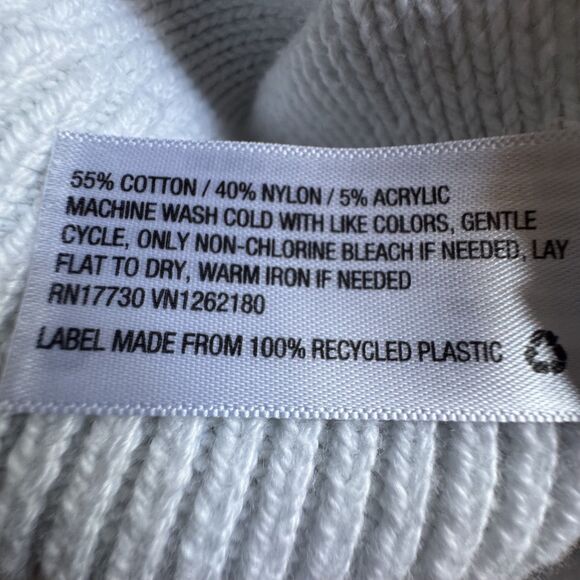 55% COTTON / 40% NYLON / 5% ACRYLIC
MACHINE WASH COLD WITH LIKE COLORS, GENTLE
CYCLE, ONLY NON-CHLORINE BLEACH IF NEEDED, LAY
FLAT TO DRY, WARM IRON IF NEEDED
RN17730 VN1262180
LABEL MADE FROM 100% RECYCLED PLASTIC